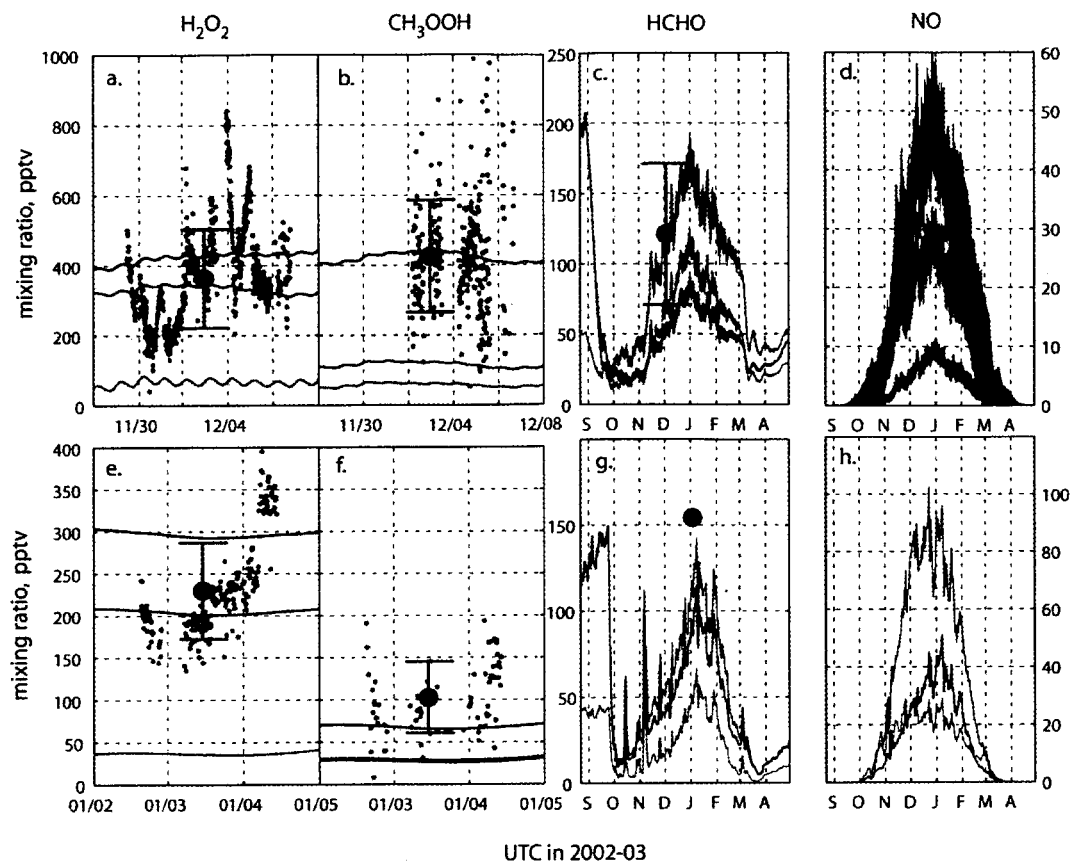 H2O2 CH3OOH HCHO NO
mixing ratio, pptv
1000
800
600
400
200
0
a.
11/30 12/04
b.
11/30 12/04 12/08
250
200
150
100
50
0
c.
S O N D J F M A
d.
60
50
40
30
20
10
0
S O N D J F M A
mixing ratio, pptv
400
350
300
250
200
150
100
50
0
e.
01/02 01/03 01/04 01/05
f.
01/03 01/04 01/05
g.
150
100
50
0
S O N D J F M A
h.
100
80
60
40
20
0
S O N D J F M A
UTC in 2002-03